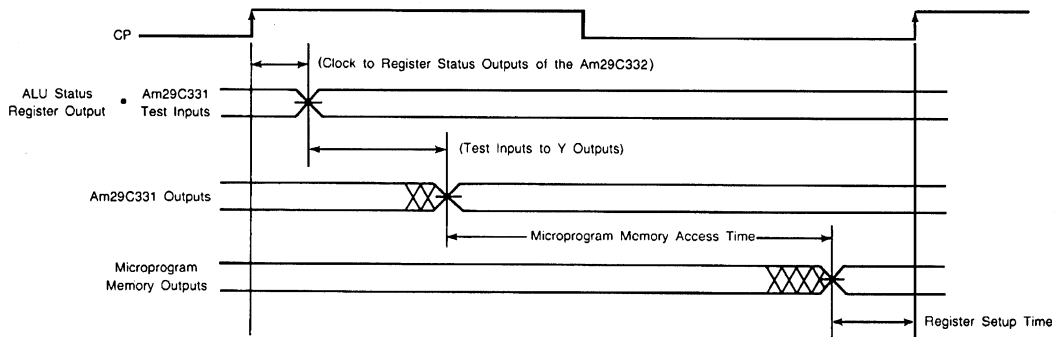 CP
(Clock to Register Status Outputs of the Am29C332)
ALU Status
Register Output
•
Am29C331
Test Inputs
(Test Inputs to Y Outputs)
Am29C331 Outputs
Microprogram Memory Access Time
Microprogram
Memory Outputs
Register Setup Time